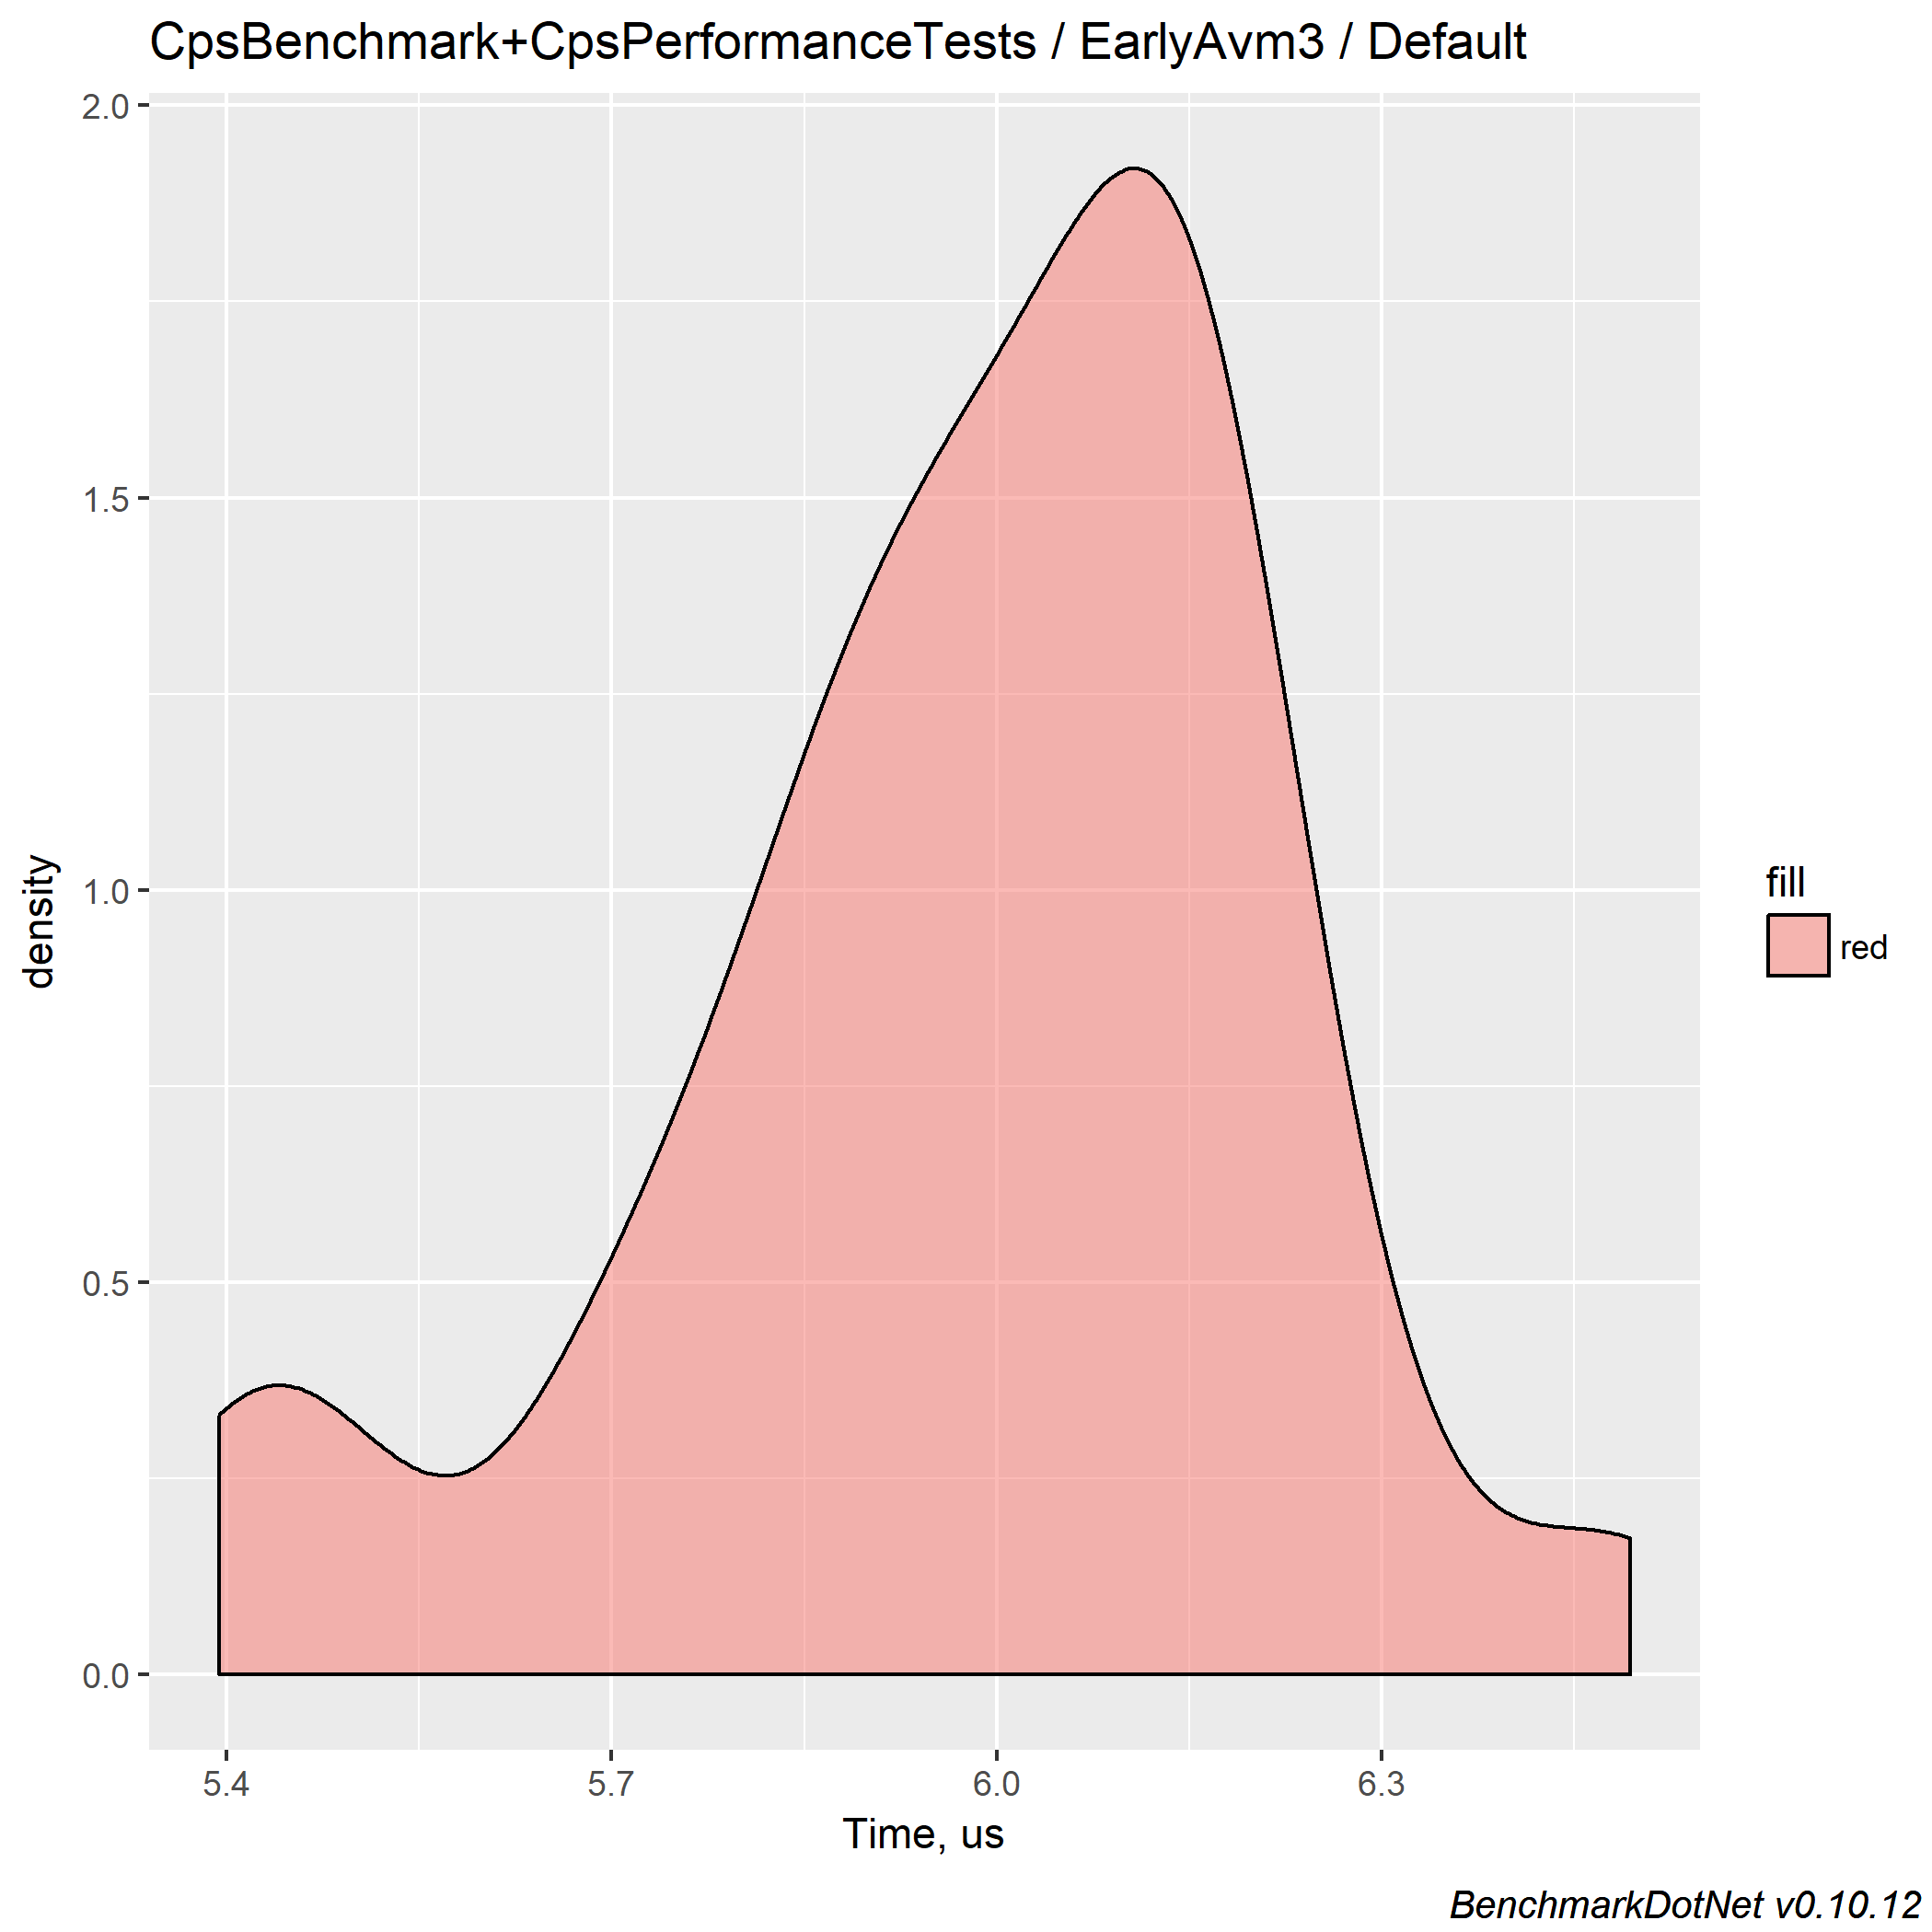 CpsBenchmark+CpsPerformanceTests / EarlyAvm3 / Default
2.0
1.5
1.0
0.5
0.0
density
5.4 5.7 6.0 6.3
Time, us
fill
red
BenchmarkDotNet v0.10.12